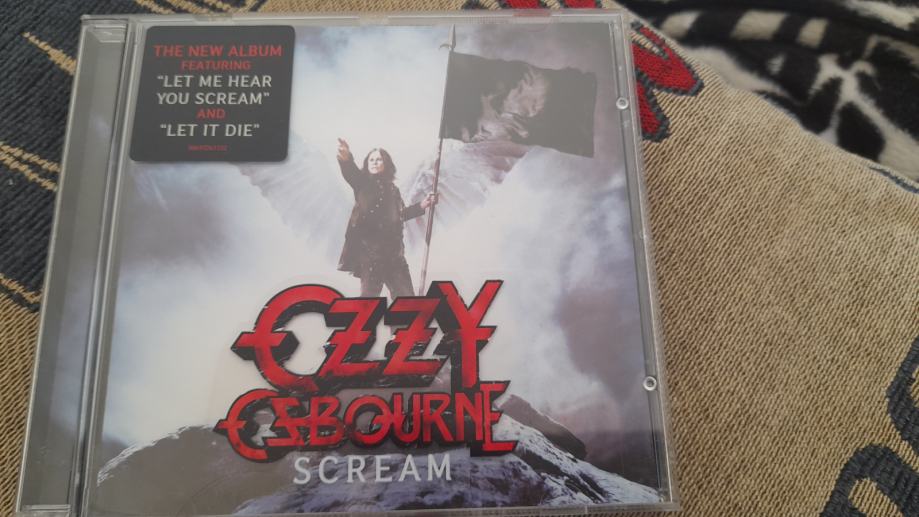 THE NEW ALBUM
FEATURING
"LET ME HEAR
YOU SCREAM"
AND
"LET IT DIE"
OZZY
OSBOURNE
SCREAM